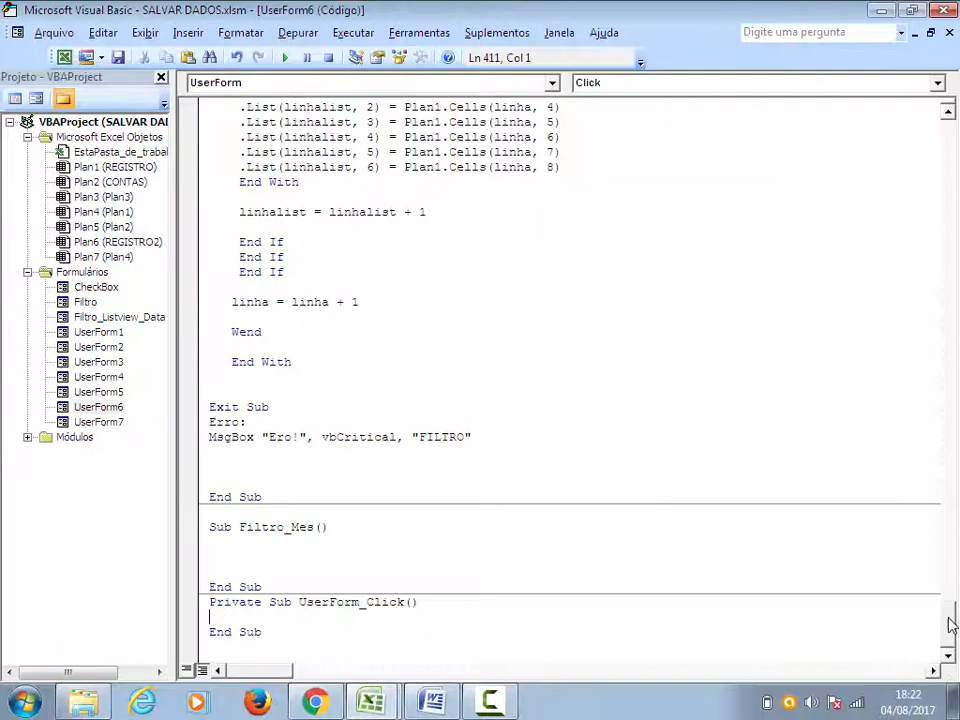 Microsoft Visual Basic - SALVAR DADOS.xlsm - [UserForm6 (Código)]
Arquivo Editar Exibir Inserir Formatar Depurar Executar Ferramentas Suplementos Janela Ajuda Digite uma pergunta
Ln 411, Col 1
Projeto - VBAProject
UserForm Click
VBAProject (SALVAR DAI
Microsoft Excel Objetos
EstaPasta_de_trabal
Plan1 (REGISTRO)
Plan2 (CONTAS)
Plan3 (Plan3)
Plan4 (Plan1)
Plan5 (Plan2)
Plan6 (REGISTRO2)
Plan7 (Plan4)
Formulários
CheckBox
Filtro
Filtro_Listview_Data
UserForm1
UserForm2
UserForm3
UserForm4
UserForm5
UserForm6
UserForm7
Módulos
.List(linhalist, 2) = Plan1.Cells(linha, 4)
.List(linhalist, 3) = Plan1.Cells(linha, 5)
.List(linhalist, 4) = Plan1.Cells(linha, 6)
.List(linhalist, 5) = Plan1.Cells(linha, 7)
.List(linhalist, 6) = Plan1.Cells(linha, 8)
End With
linhalist = linhalist + 1
End If
End If
End If
linha = linha + 1
Wend
End With
Exit Sub
Erro:
MsgBox "Ero!", vbCritical, "FILTRO"
End Sub
Sub Filtro_Mes()
End Sub
Private Sub UserForm_Click()
End Sub
18:22
04/08/2017